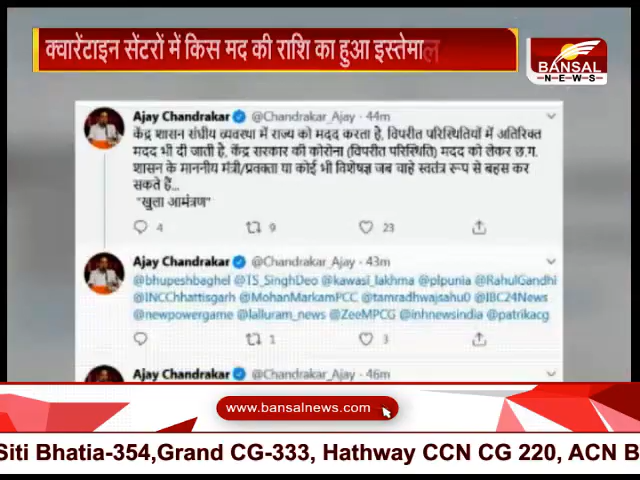 क्वारेंटाइन सेंटरों में किस मद की राशि का हुआ इस्तेमाल
BANSAL
NEWS
Ajay Chandrakar @Chandrakar_Ajay · 44m
केंद्र शासन संघीय व्यवस्था में राज्य को मदद करता है, विपरीत परिस्थितियों में अतिरिक्त
मदद भी दी जाती है, केंद्र सरकार की कोरोना (विपरीत परिस्थिति) मदद को लेकर छ.ग.
शासन के माननीय मंत्री/प्रवक्ता या कोई भी विशेषज्ञ जब चाहे स्वतंत्र रूप से बहस कर
सकते हैं...
"खुला आमंत्रण"
4 9 23
Ajay Chandrakar @Chandrakar_Ajay · 43m
@bhupeshbaghel @TS_SinghDeo @kawasi_lakhma @plpunia @RahulGandhi
@INCChhattisgarh @MohanMarkamPCC @tamradhwajsahu0 @IBC24News
@newpowergame @lalluram_news @ZeeMPCG @inhnewsindia @patrikacg
1 3
Ajay Chandrakar @Chandrakar_Ajay · 46m
www.bansalnews.com
Siti Bhatia-354,Grand CG-333, Hathway CCN CG 220, ACN B